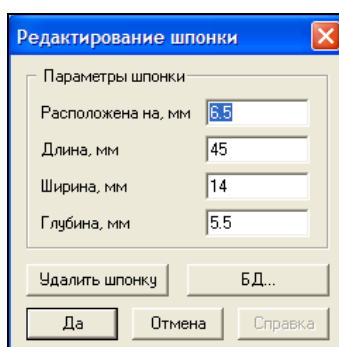 Редактирование шпонки
Параметры шпонки
Расположена на, мм 6.5
Длина, мм 45
Ширина, мм 14
Глубина, мм 5.5
Удалить шпонку БД...
Да Отмена Справка